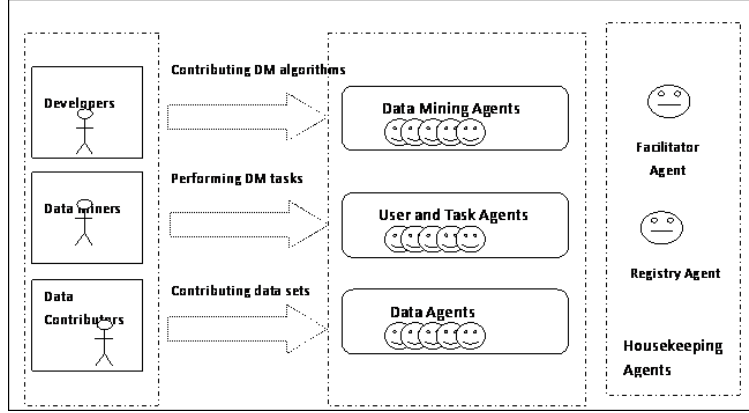 Contributing DM algorithms
Developers
Data Mining Agents
Performing DM tasks
Data Miners
User and Task Agents
Contributing data sets
Data
Contributors
Data Agents
Facilitator
Agent
Registry Agent
Housekeeping
Agents